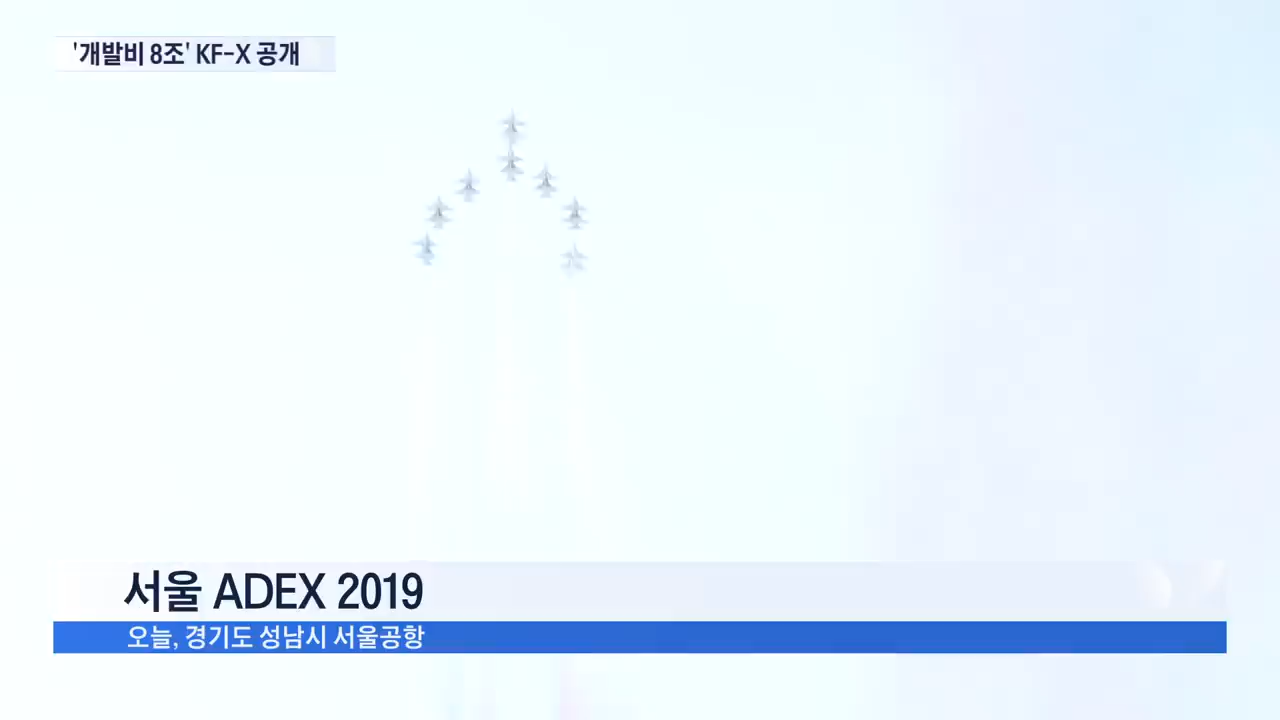 '개발비 8조' KF-X 공개
서울 ADEX 2019
오늘, 경기도 성남시 서울공항